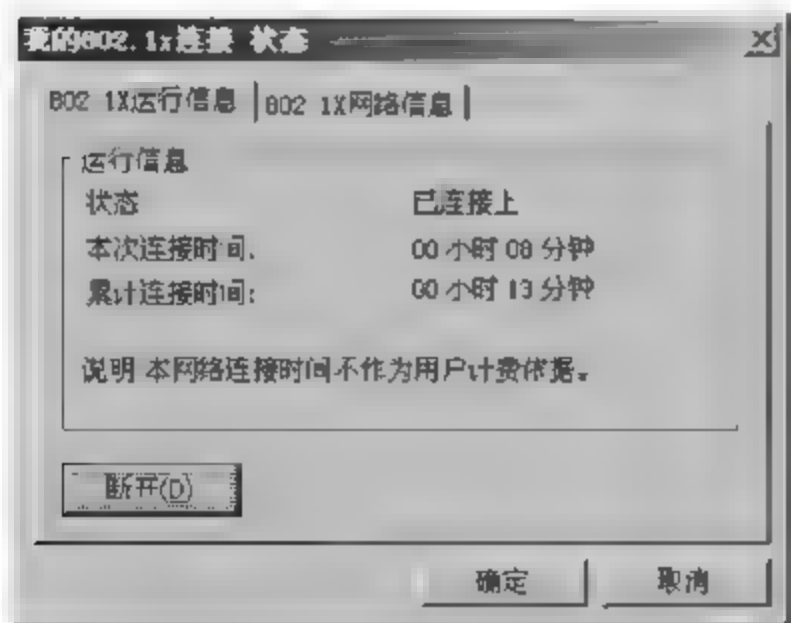 我的802.1x连接 状态
802 1X运行信息 802 1X网络信息
运行信息
状态 已连接上
本次连接时间: 00 小时 08 分钟
累计连接时间: 00 小时 13 分钟
说明 本网络连接时间不作为用户计费依据。
断开(D)
确定 取消